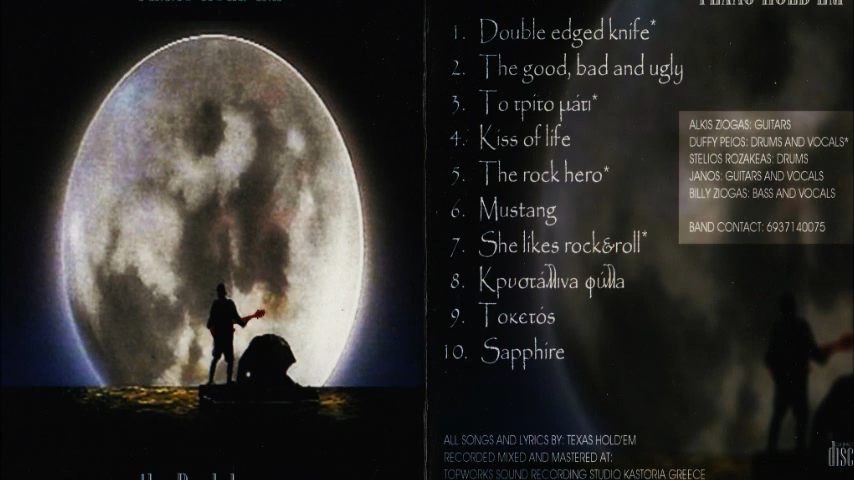 TEXAS HOLD'EM
1. Double edged knife*
2. The good, bad and ugly
3. Το τρίτο μάτι*
4. Kiss of life
5. The rock hero*
6. Mustang
7. She likes rock&roll*
8. Κρυστάλλινα φύλλα
9. Τοκετός
10. Sapphire
ALKIS ZIOGAS: GUITARS
DUFFY PEIOS: DRUMS AND VOCALS*
STELIOS ROZAKEAS: DRUMS
JANOS: GUITARS AND VOCALS
BILLY ZIOGAS: BASS AND VOCALS
BAND CONTACT: 6937140075
ALL SONGS AND LYRICS BY: TEXAS HOLD'EM
RECORDED MIXED AND MASTERED AT:
TOPWORKS SOUND RECORDING STUDIO KASTORIA GREECE
disc